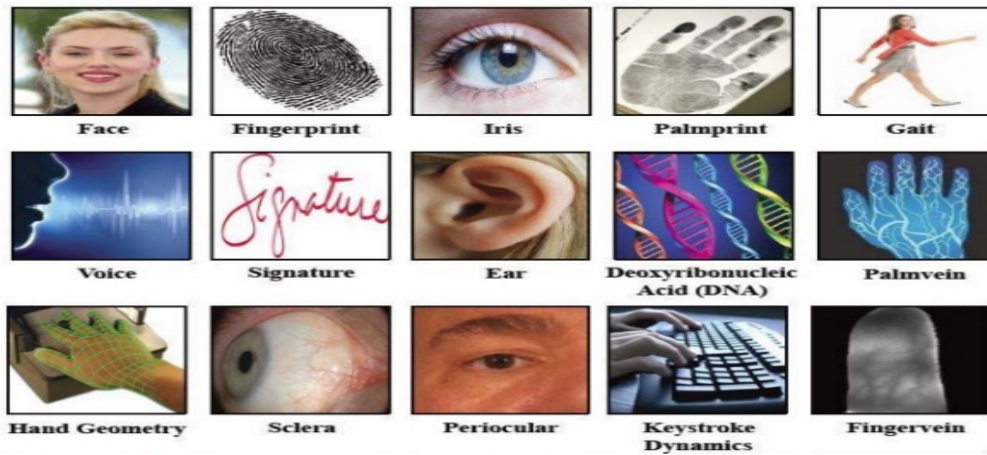 Face Fingerprint Iris Palmprint Gait
Signature
Voice Signature Ear Deoxyribonucleic Palmvein
Acid (DNA)
Hand Geometry Sclera Periocular Keystroke Fingervein
Dynamics